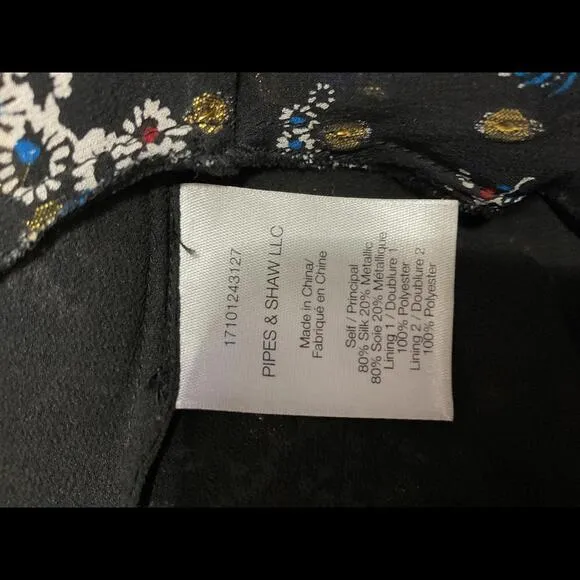 17101243127
PIPES & SHAW LLC
Made in China/
Fabriqué en Chine
Self / Principal
80% Silk 20% Metallic
80% Soie 20% Métallique
Lining 1 / Doublure 1
100% Polyester
Lining 2 / Doublure 2
100% Polyester